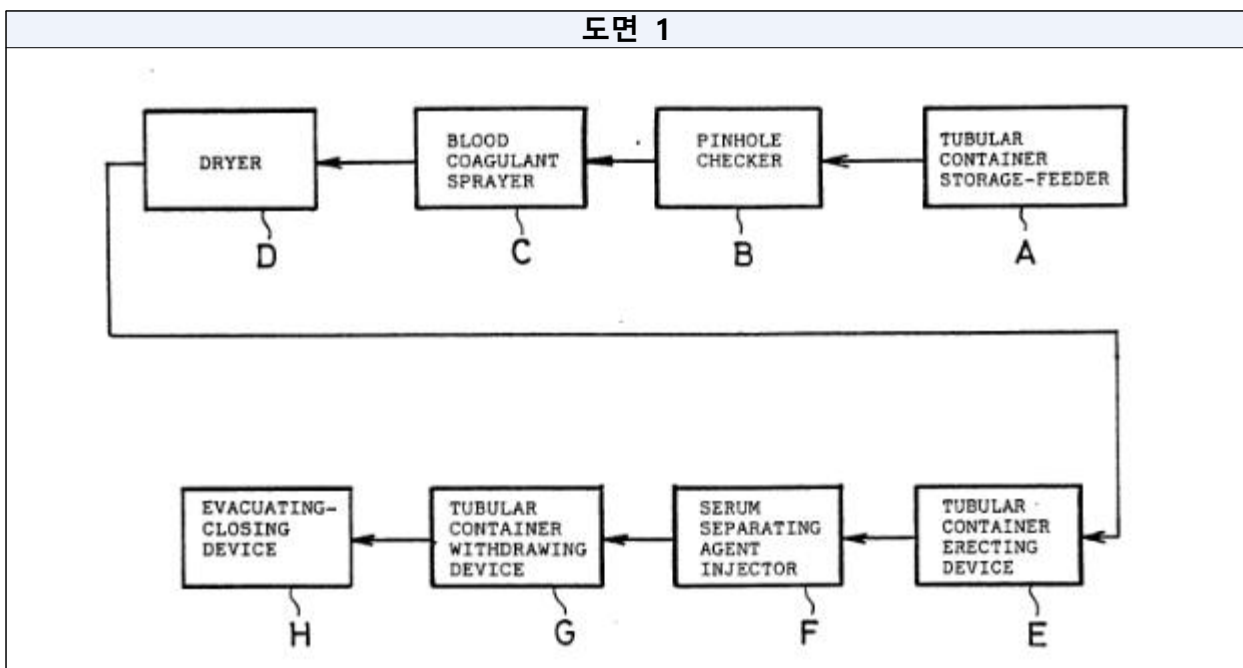 도면 1
DRYER
BLOOD
COAGULANT
SPRAYER
PINHOLE
CHECKER
TUBULAR
CONTAINER
STORAGE-FEEDER
D
C
B
A
EVACUATING-
CLOSING
DEVICE
TUBULAR
CONTAINER
WITHDRAWING
DEVICE
SERUM
SEPARATING
AGENT
INJECTOR
TUBULAR
CONTAINER
ERECTING
DEVICE
H
G
F
E